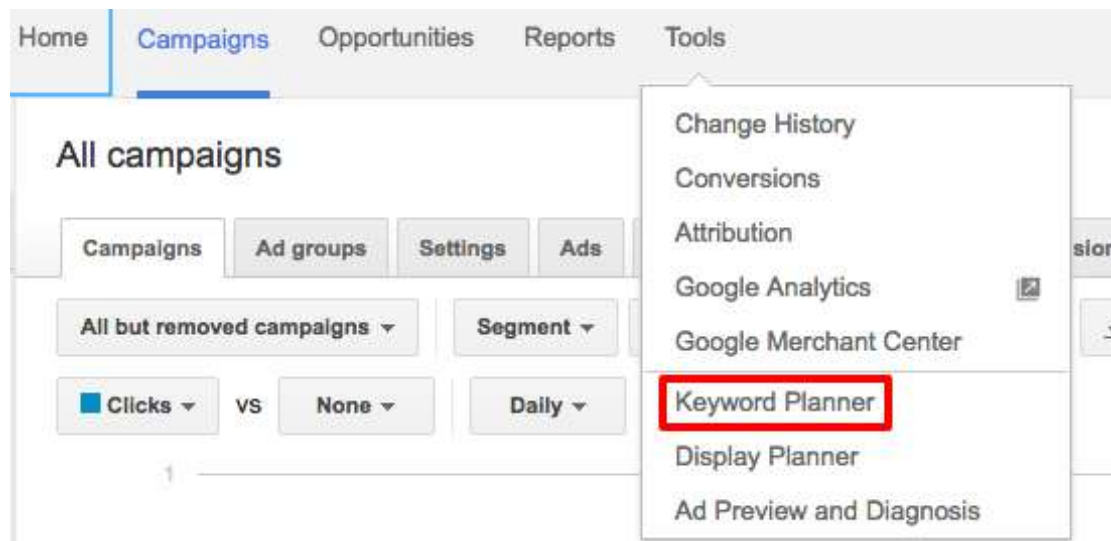 Home Campaigns Opportunities Reports Tools
All campaigns
Campaigns Ad groups Settings Ads
All but removed campaigns Segment
Clicks VS None Daily
1
Change History
Conversions
Attribution
Google Analytics
Google Merchant Center
Keyword Planner
Display Planner
Ad Preview and Diagnosis